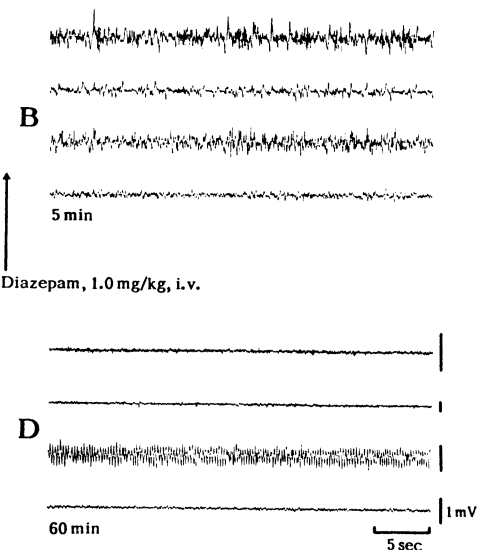 B
5 min
Diazepam, 1.0 mg/kg, i.v.
D
1 mV
60 min
5 sec